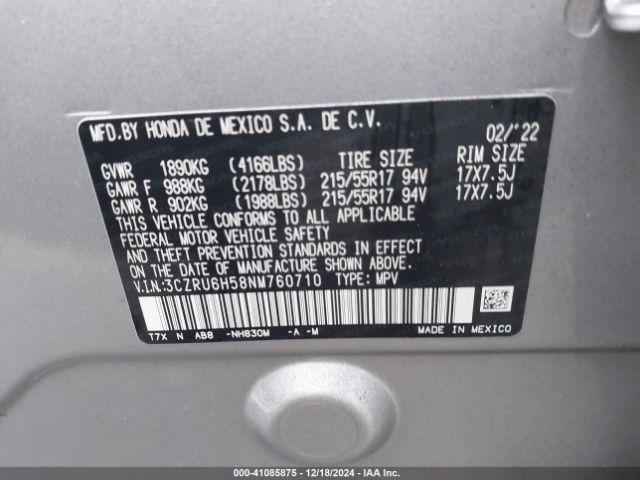 MFD.BY HONDA DE MEXICO S.A. DE C.V.
02/'22
GVWR 1890KG (4166LBS) TIRE SIZE RIM SIZE
GAWR F 988KG (2178LBS) 215/55R17 94V 17X7.5J
GAWR R 902KG (1988LBS) 215/55R17 94V 17X7.5J
THIS VEHICLE CONFORMS TO ALL APPLICABLE
FEDERAL MOTOR VEHICLE SAFETY
AND THEFT PREVENTION STANDARDS IN EFFECT
ON THE DATE OF MANUFACTURE SHOWN ABOVE.
V.I.N.:3CZRU6H58NM760710 TYPE: MPV
T7X N AB8 -NH830M -A -M MADE IN MEXICO
000-41085875 - 12/18/2024 - IAA Inc.